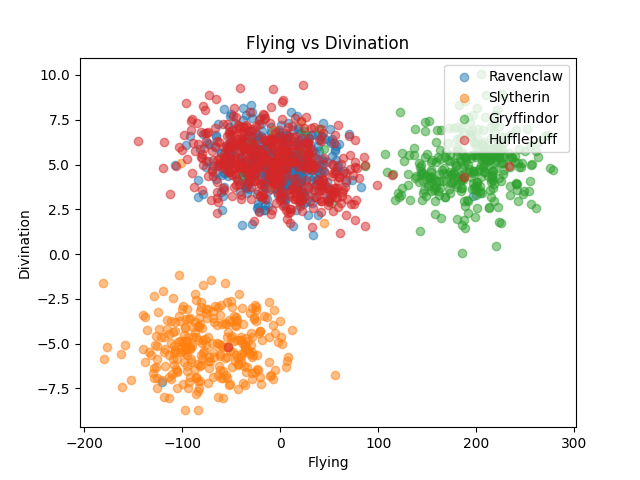 Flying vs Divination
Ravenclaw
Slytherin
Gryffindor
Hufflepuff
10.0
7.5
5.0
2.5
0.0
−2.5
−5.0
−7.5
Divination
−200 −100 0 100 200 300
Flying